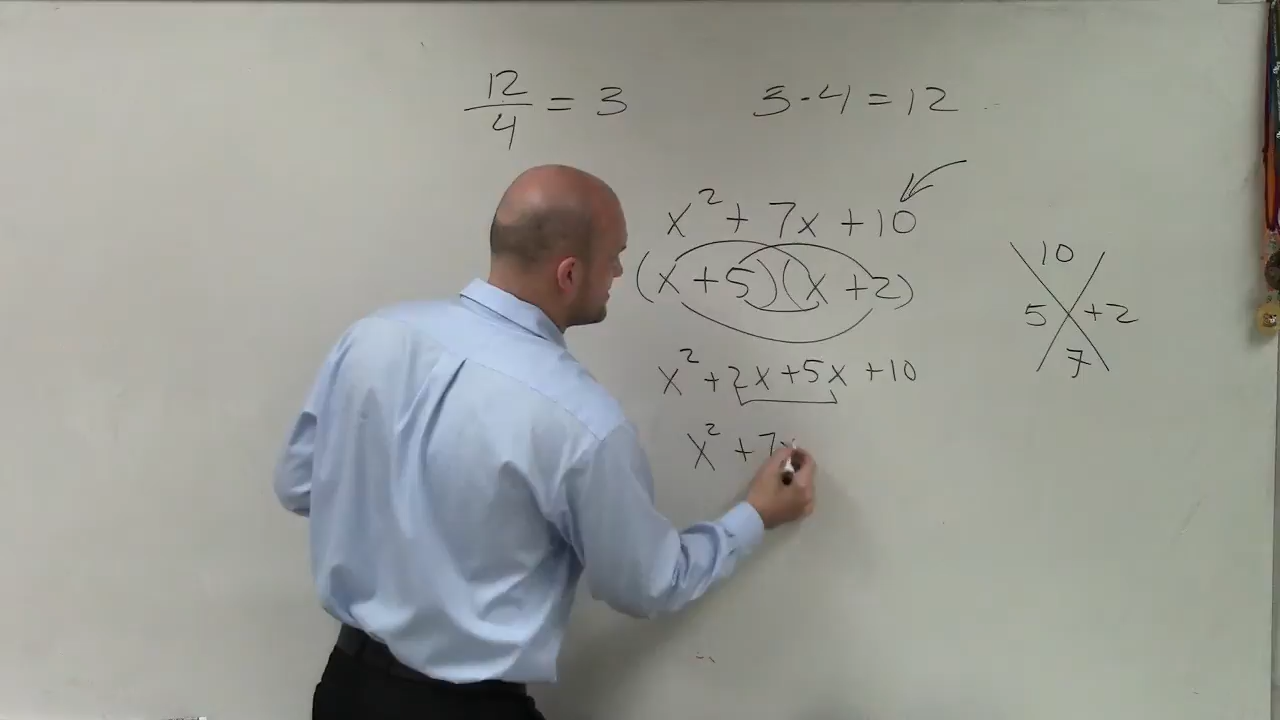 12/4 = 3
3 · 4 = 12
x² + 7x + 10
(x + 5)(x + 2)
x² + 2x + 5x + 10
x² + 7x
10
5 +2
7